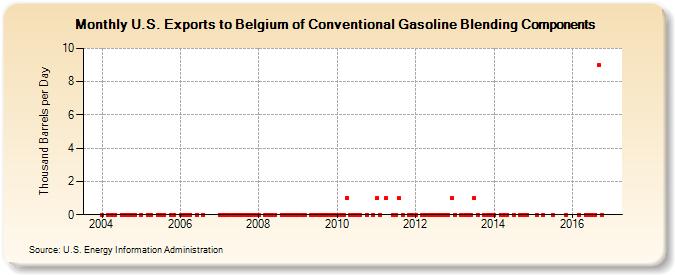 Monthly U.S. Exports to Belgium of Conventional Gasoline Blending Components
Thousand Barrels per Day
10
8
6
4
2
0
2004 2006 2008 2010 2012 2014 2016
Source: U.S. Energy Information Administration